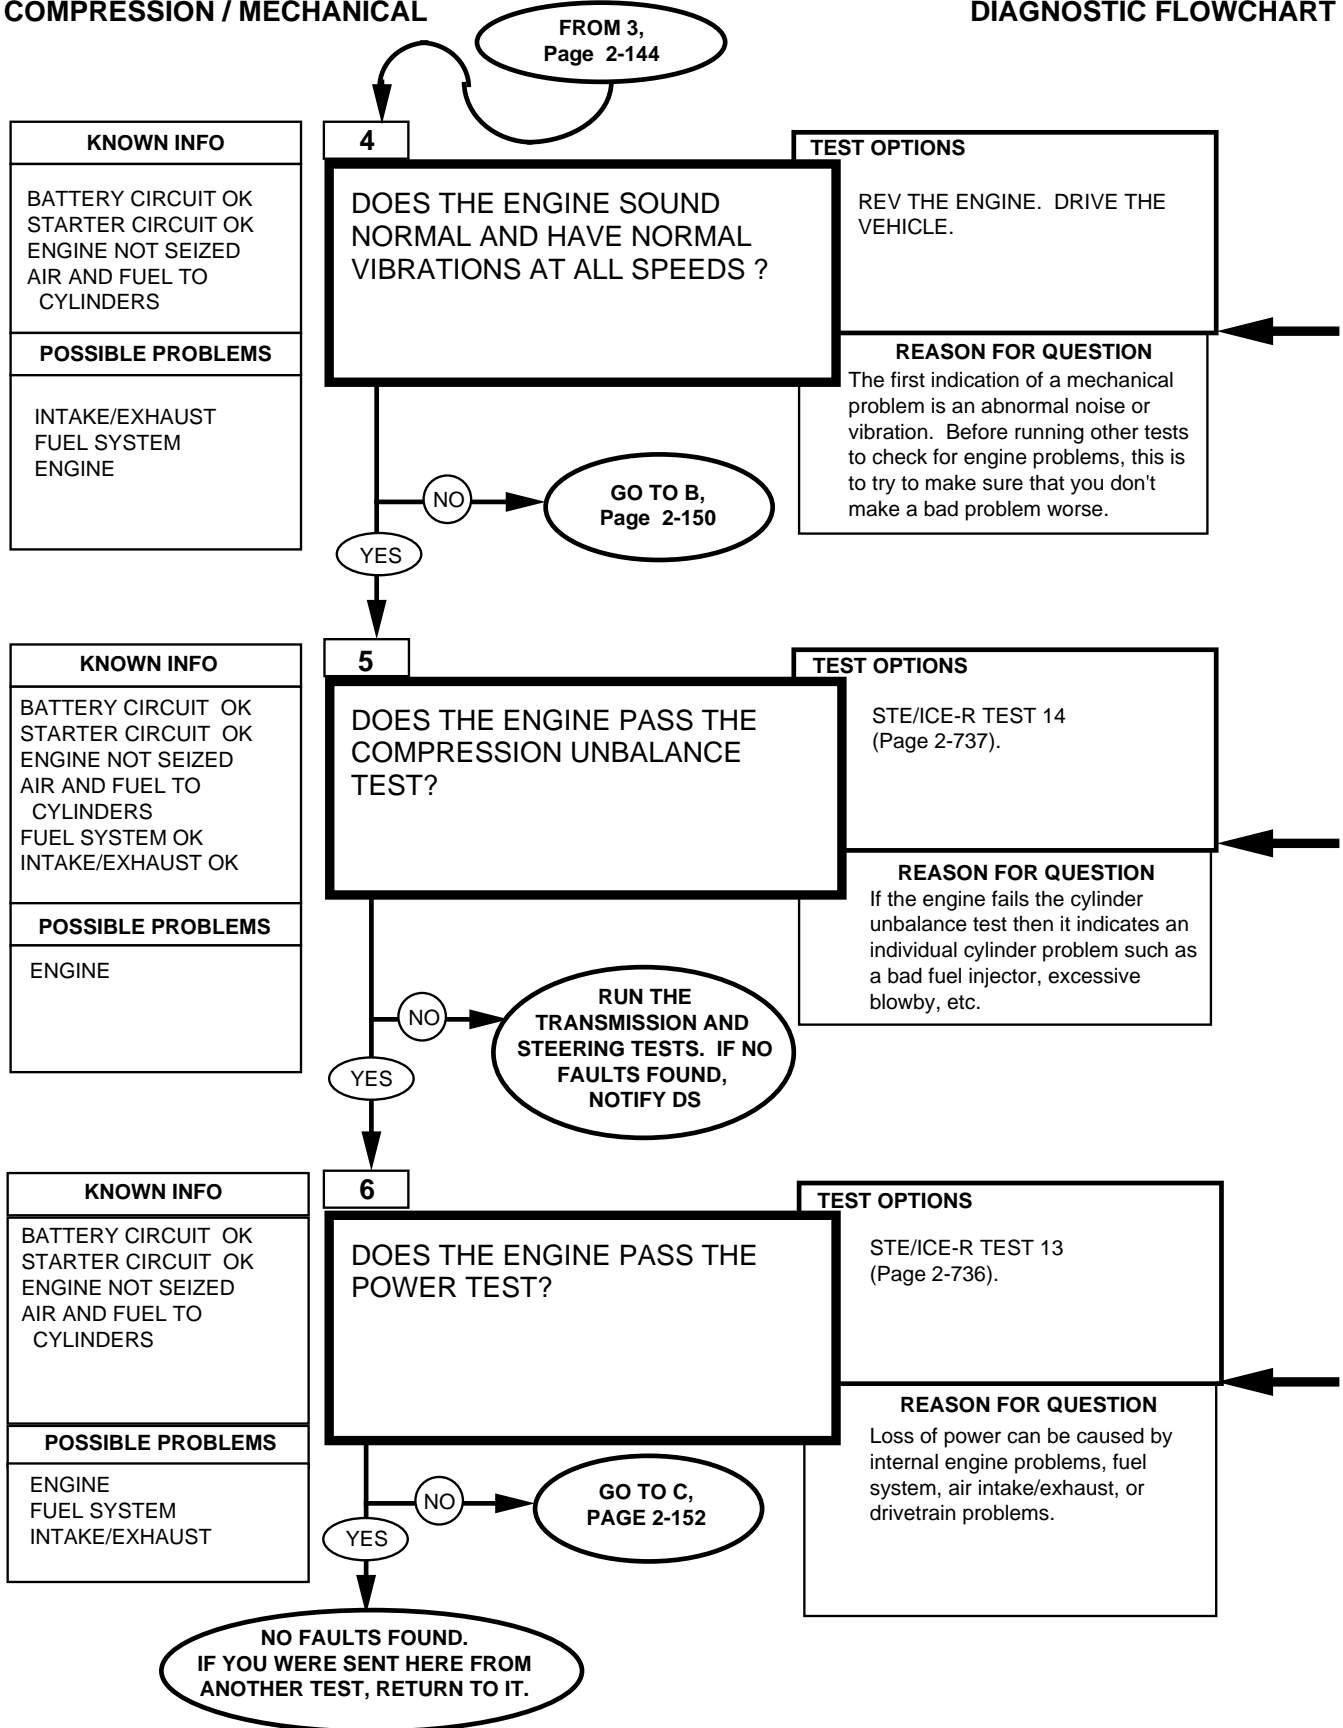 COMPRESSION / MECHANICAL
DIAGNOSTIC FLOWCHART
FROM 3,
Page 2-144
KNOWN INFO
BATTERY CIRCUIT OK
STARTER CIRCUIT OK
ENGINE NOT SEIZED
AIR AND FUEL TO
CYLINDERS
POSSIBLE PROBLEMS
INTAKE/EXHAUST
FUEL SYSTEM
ENGINE
4
DOES THE ENGINE SOUND
NORMAL AND HAVE NORMAL
VIBRATIONS AT ALL SPEEDS ?
TEST OPTIONS
REV THE ENGINE. DRIVE THE
VEHICLE.
REASON FOR QUESTION
The first indication of a mechanical
problem is an abnormal noise or
vibration. Before running other tests
to check for engine problems, this is
to try to make sure that you don't
make a bad problem worse.
NO
GO TO B,
Page 2-150
YES
KNOWN INFO
BATTERY CIRCUIT OK
STARTER CIRCUIT OK
ENGINE NOT SEIZED
AIR AND FUEL TO
CYLINDERS
FUEL SYSTEM OK
INTAKE/EXHAUST OK
POSSIBLE PROBLEMS
ENGINE
5
DOES THE ENGINE PASS THE
COMPRESSION UNBALANCE
TEST?
TEST OPTIONS
STE/ICE-R TEST 14
(Page 2-737).
REASON FOR QUESTION
If the engine fails the cylinder
unbalance test then it indicates an
individual cylinder problem such as
a bad fuel injector, excessive
blowby, etc.
NO
RUN THE
TRANSMISSION AND
STEERING TESTS. IF NO
FAULTS FOUND,
NOTIFY DS
YES
KNOWN INFO
BATTERY CIRCUIT OK
STARTER CIRCUIT OK
ENGINE NOT SEIZED
AIR AND FUEL TO
CYLINDERS
POSSIBLE PROBLEMS
ENGINE
FUEL SYSTEM
INTAKE/EXHAUST
6
DOES THE ENGINE PASS THE
POWER TEST?
TEST OPTIONS
STE/ICE-R TEST 13
(Page 2-736).
REASON FOR QUESTION
Loss of power can be caused by
internal engine problems, fuel
system, air intake/exhaust, or
drivetrain problems.
NO
GO TO C,
PAGE 2-152
YES
NO FAULTS FOUND.
IF YOU WERE SENT HERE FROM
ANOTHER TEST, RETURN TO IT.